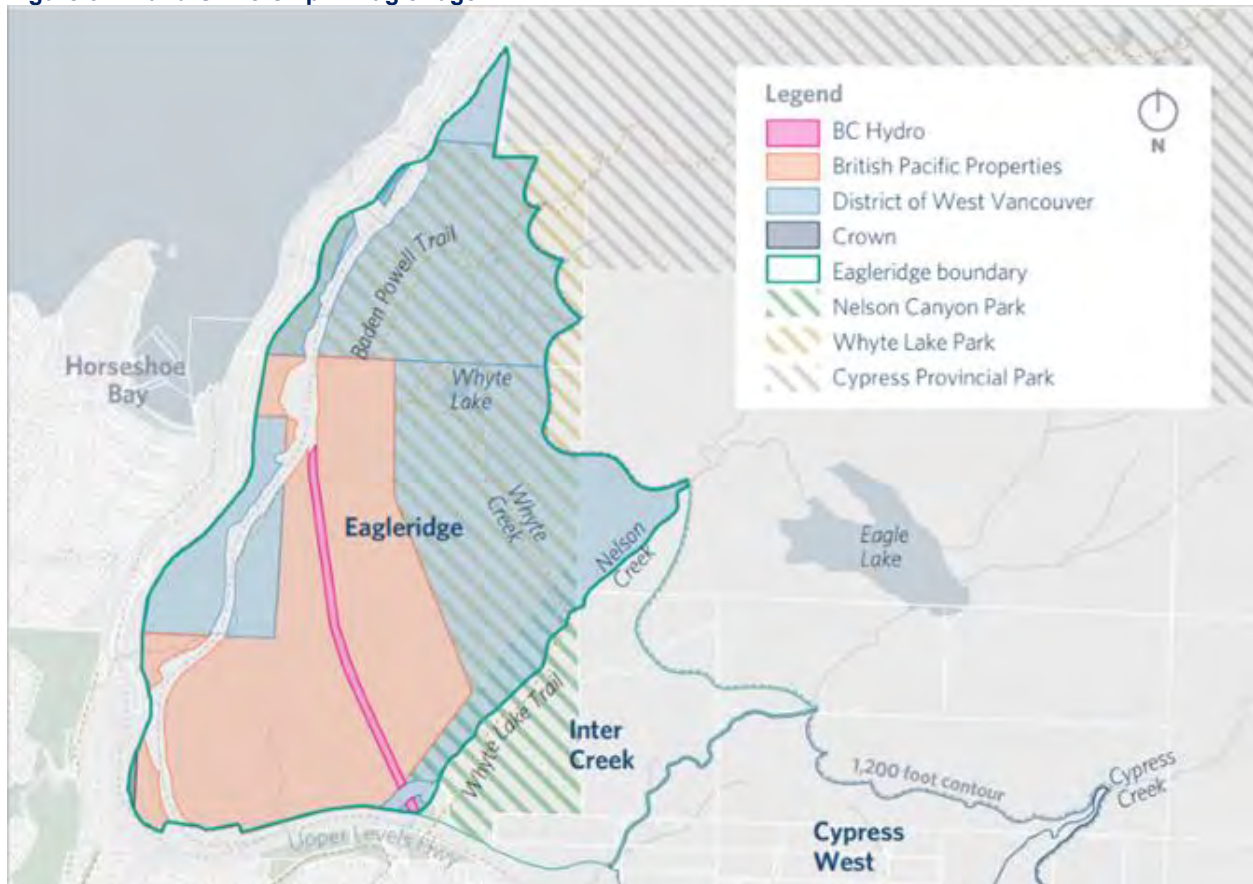 Legend
N
BC Hydro
British Pacific Properties
District of West Vancouver
Crown
Eagleridge boundary
Nelson Canyon Park
Whyte Lake Park
Cypress Provincial Park
Baden Powell Trail
Horseshoe
Bay
Whyte
Lake
Eagleridge
Whyte
Creek
Nelson
Creek
Eagle
Lake
Whyte Lake Trail
Inter
Creek
1,200 foot contour
Cypress
Creek
Upper Levels Hwy
Cypress
West